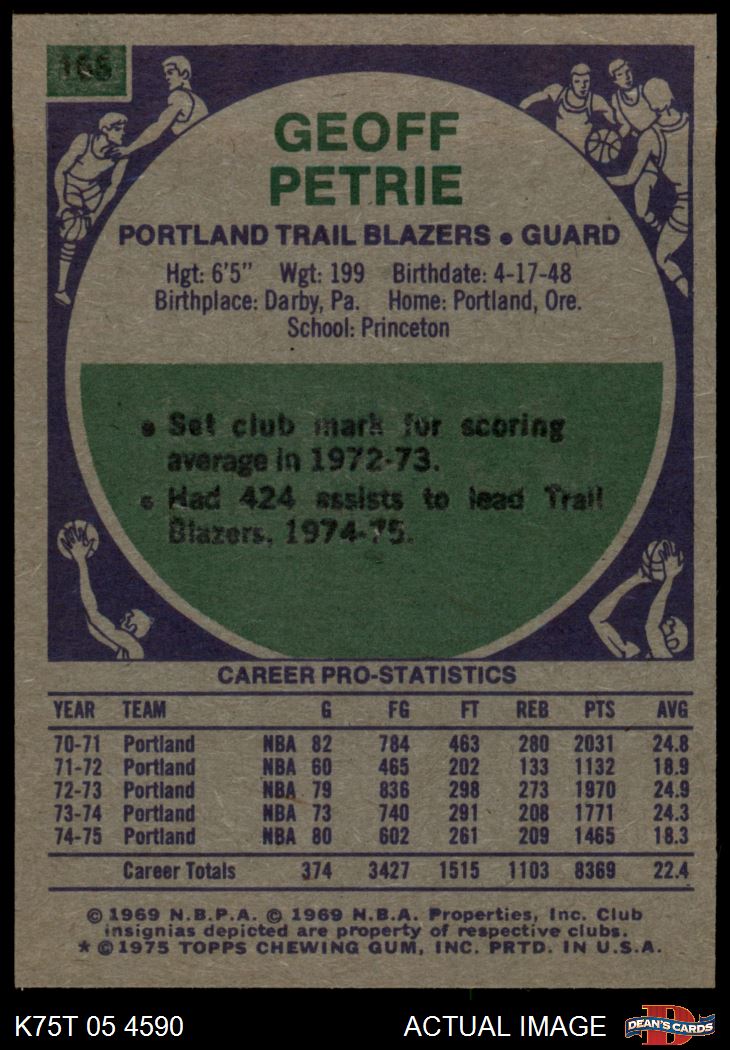 165
GEOFF
PETRIE
PORTLAND TRAIL BLAZERS • GUARD
Hgt: 6'5" Wgt: 199 Birthdate: 4-17-48
Birthplace: Darby, Pa. Home: Portland, Ore.
School: Princeton
• Set club mark for scoring
average in 1972-73.
• Had 424 assists to lead Trail
Blazers, 1974-75.
CAREER PRO-STATISTICS
YEAR TEAM G FG FT REB PTS AVG
70-71 Portland NBA 82 784 463 280 2031 24.8
71-72 Portland NBA 60 465 202 133 1132 18.9
72-73 Portland NBA 79 836 298 273 1970 24.9
73-74 Portland NBA 73 740 291 208 1771 24.3
74-75 Portland NBA 80 602 261 209 1465 18.3
Career Totals 374 3427 1515 1103 8369 22.4
© 1969 N.B.P.A. © 1969 N.B.A. Properties, Inc. Club
insignias depicted are property of respective clubs.
* © 1975 TOPPS CHEWING GUM, INC. PRTD. IN U.S.A.
K75T 05 4590 ACTUAL IMAGE D DEAN'S CARDS